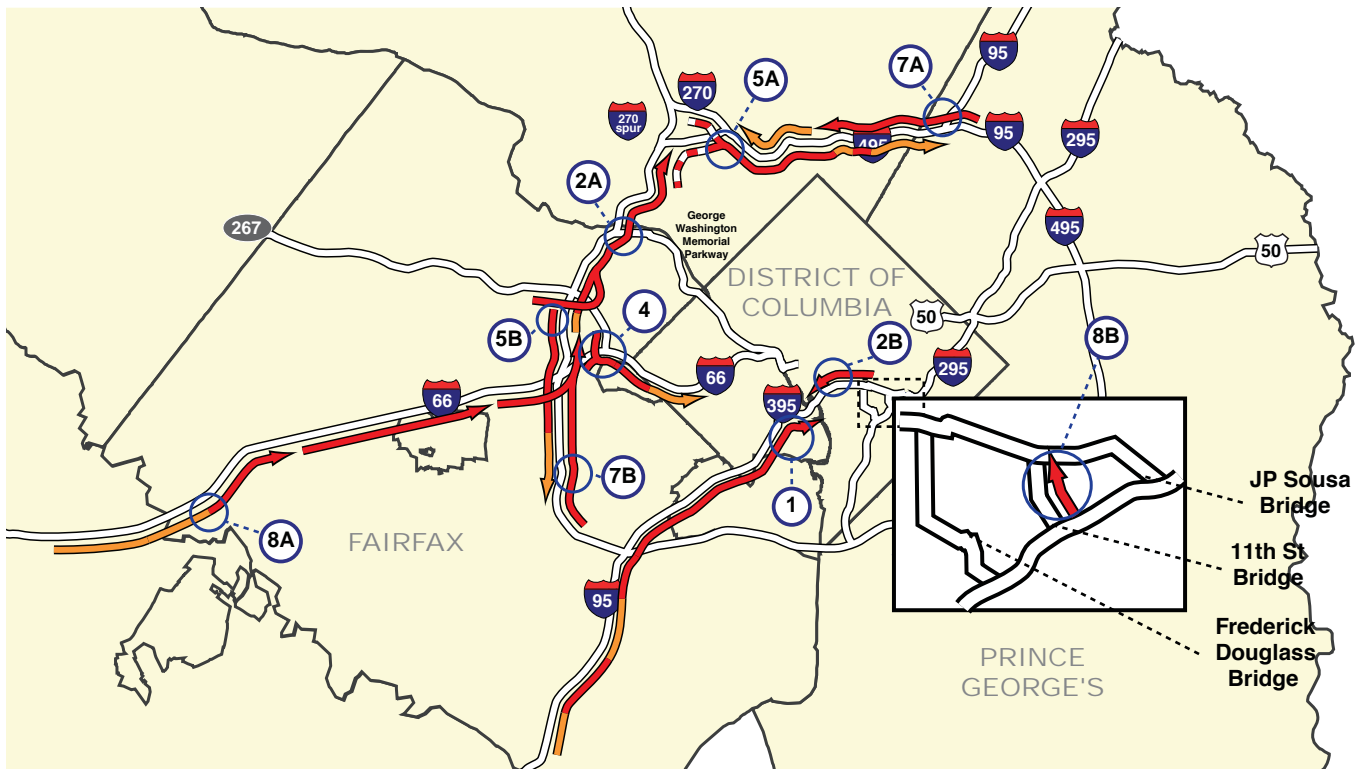 95
7A
5A
270
270
spur
95
295
495
2A
George
Washington
Memorial
Parkway
267
495
50
DISTRICT OF
COLUMBIA
50
4
5B
2B
8B
295
66
66
395
7B
1
JP Sousa
Bridge
8A
FAIRFAX
11th St
Bridge
95
Frederick
Douglass
Bridge
PRINCE
GEORGE'S